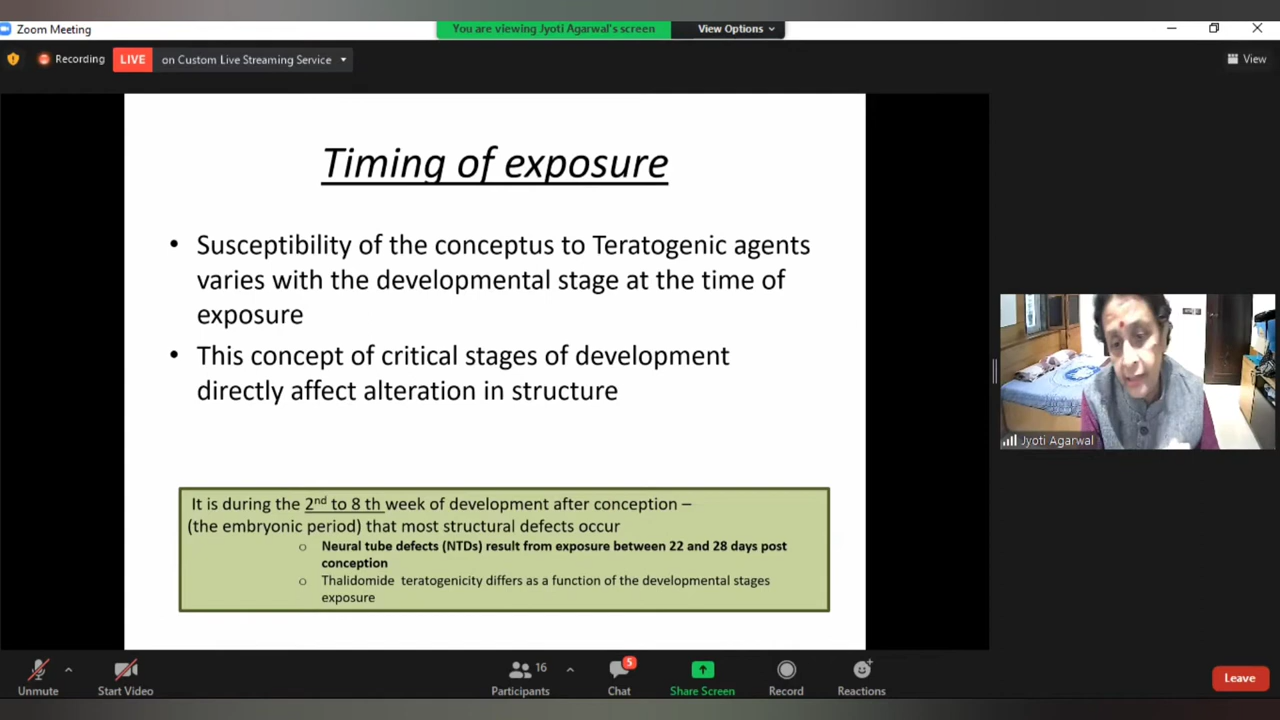 Zoom Meeting
You are viewing Jyoti Agarwal's screen
View Options
Recording
LIVE
on Custom Live Streaming Service
View
Timing of exposure
• Susceptibility of the conceptus to Teratogenic agents
varies with the developmental stage at the time of
exposure
• This concept of critical stages of development
directly affect alteration in structure
It is during the 2nd to 8 th week of development after conception –
(the embryonic period) that most structural defects occur
o Neural tube defects (NTDs) result from exposure between 22 and 28 days post
conception
o Thalidomide teratogenicity differs as a function of the developmental stages
exposure
Jyoti Agarwal
Unmute
Start Video
16
Participants
5
Chat
Share Screen
Record
Reactions
Leave